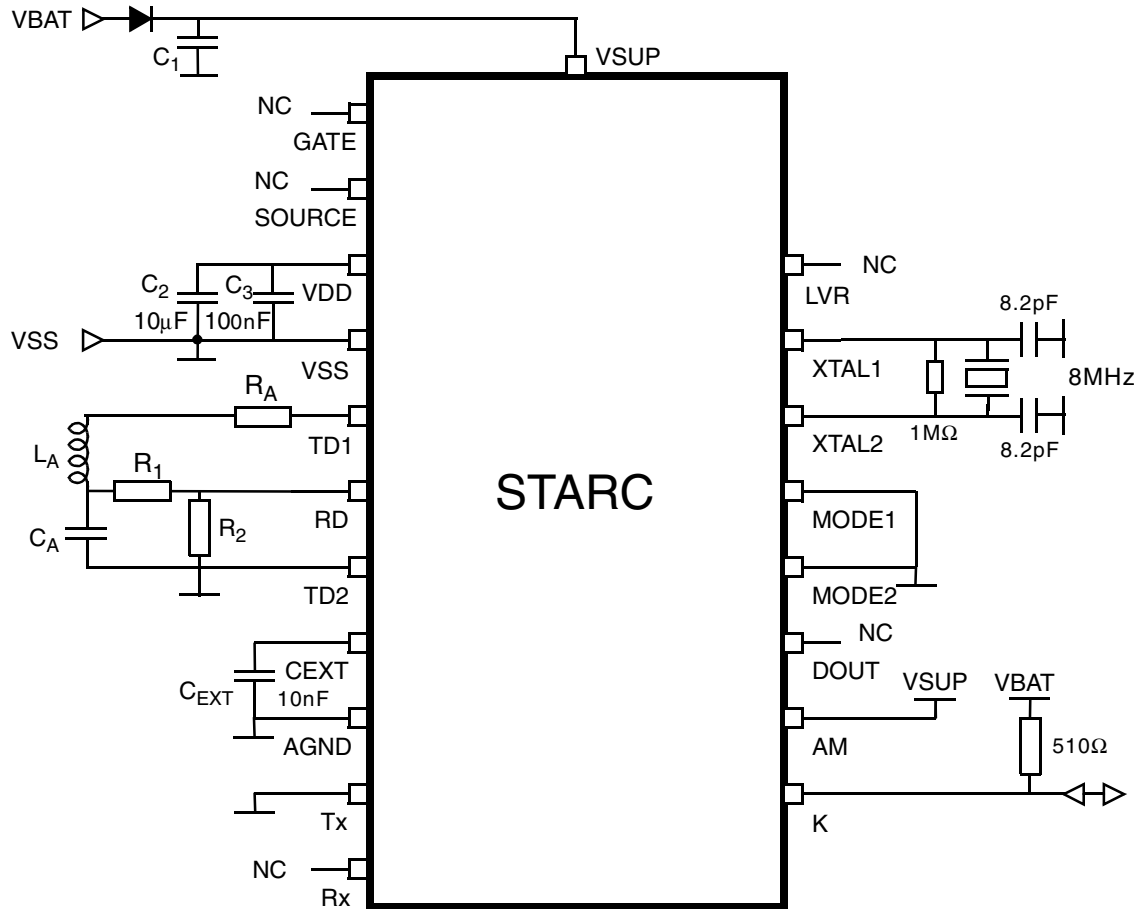 VBAT
C1
VSUP
NC
GATE
NC
SOURCE
C2
C3
VDD
10µF
100nF
VSS
VSS
RA
TD1
LA
R1
RD
R2
CA
TD2
CEXT
CEXT
10nF
AGND
Tx
NC
Rx
STARC
NC
LVR
8.2pF
XTAL1
8MHz
XTAL2
1MΩ
8.2pF
MODE1
MODE2
NC
DOUT
VSUP
VBAT
AM
510Ω
K